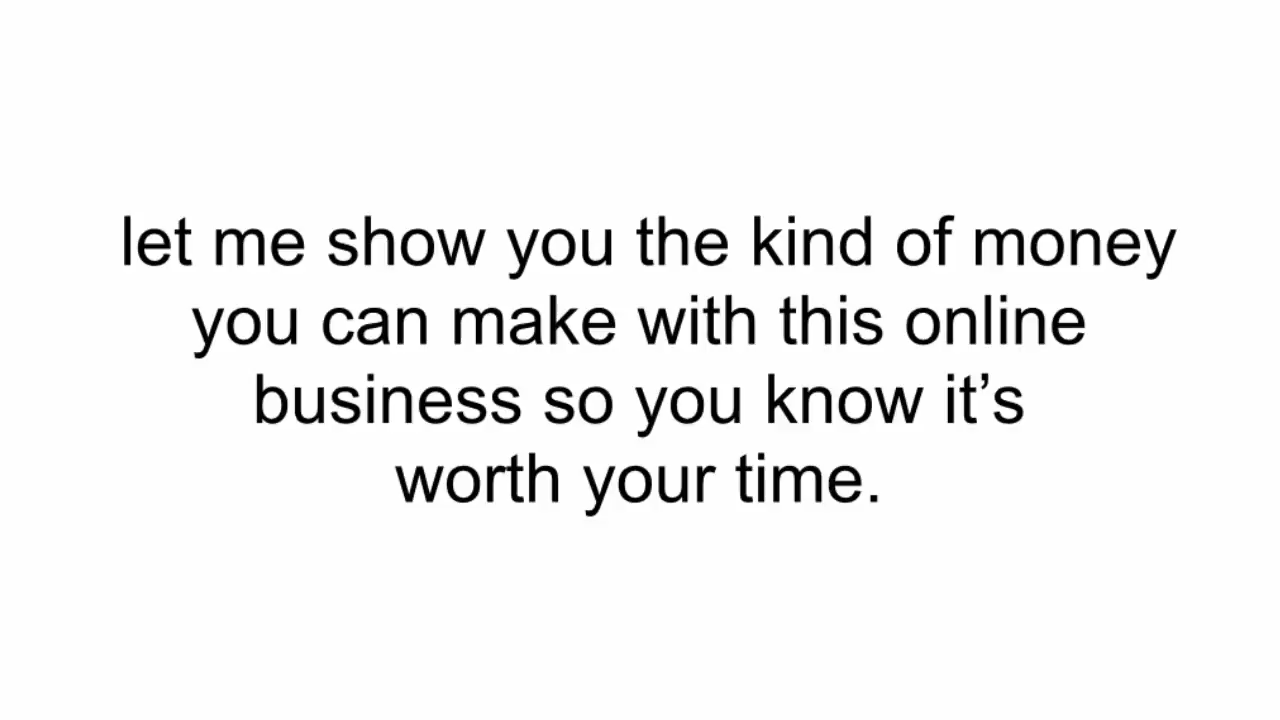 let me show you the kind of money
you can make with this online
business so you know it’s
worth your time.